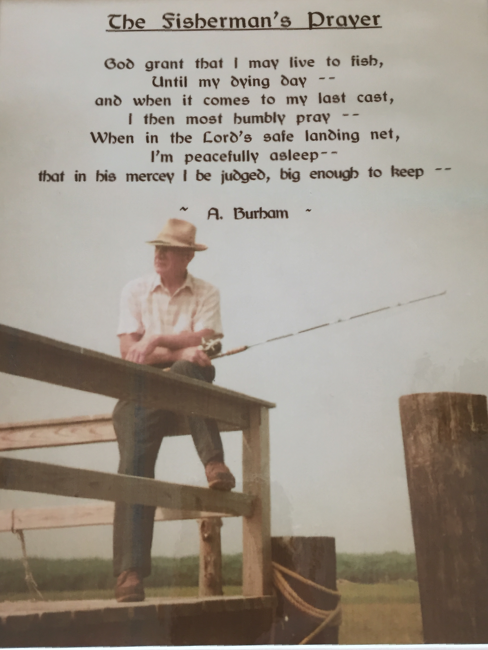 The Fisherman's Prayer
God grant that I may live to fish,
Until my dying day --
and when it comes to my last cast,
I then most humbly pray --
When in the Lord's safe landing net,
I'm peacefully asleep--
that in his mercey I be judged, big enough to keep --
~ A. Burham ~